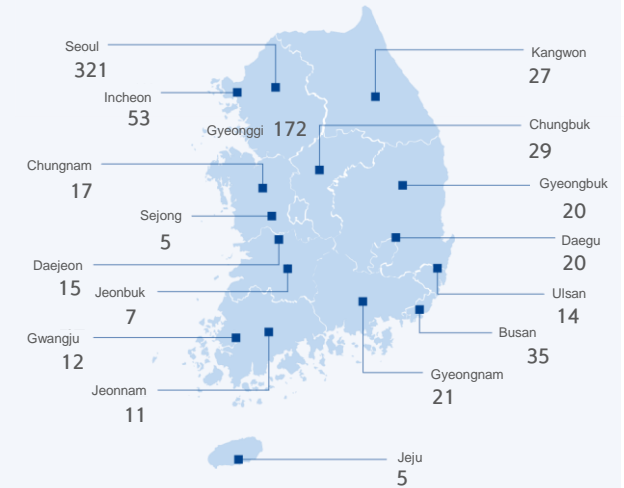 Seoul
321
Kangwon
27
Incheon
53
Gyeonggi 172
Chungbuk
29
Chungnam
17
Gyeongbuk
20
Sejong
5
Daegu
20
Daejeon
15
Jeonbuk
7
Ulsan
14
Gwangju
12
Busan
35
Gyeongnam
21
Jeonnam
11
Jeju
5